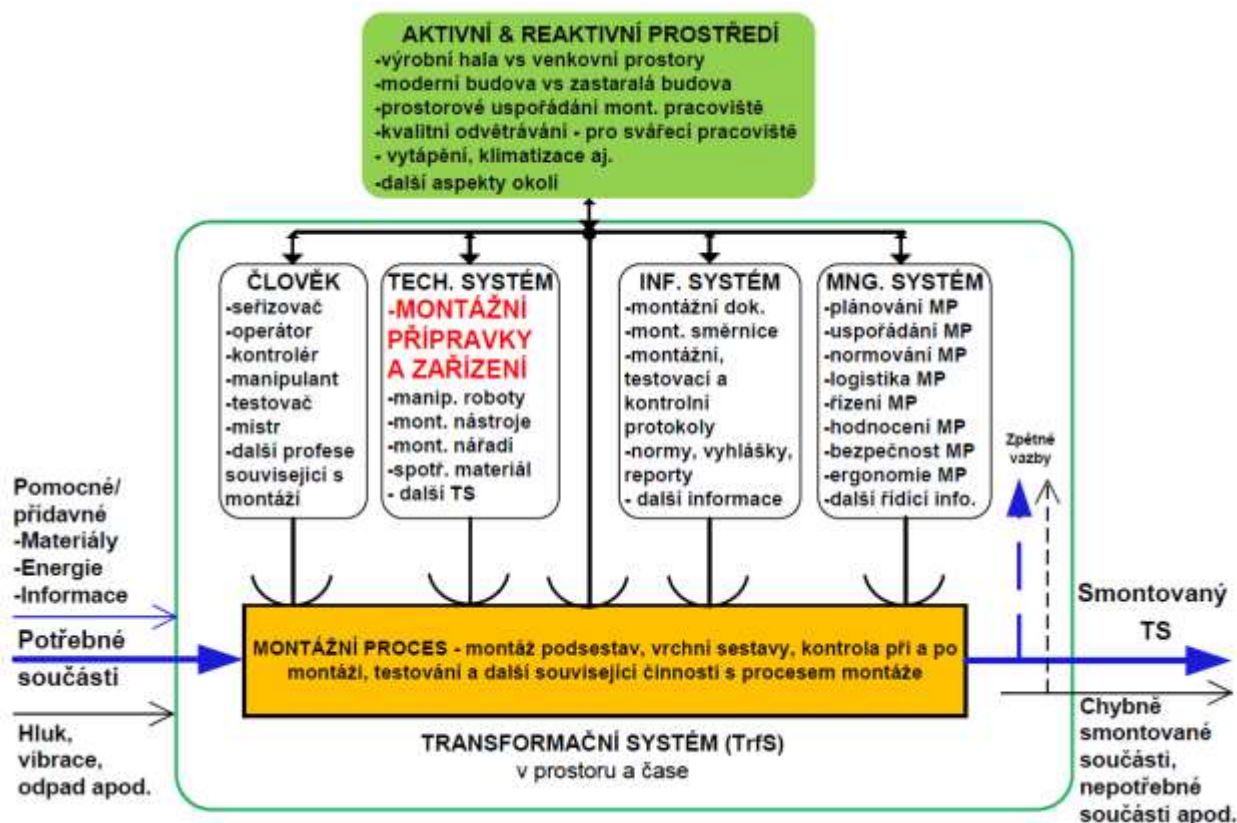 AKTIVNÍ & REAKTIVNÍ PROSTŘEDÍ
-výrobní hala vs venkovní prostory
-moderní budova vs zastaralá budova
-prostorové uspořádání mont. pracoviště
-kvalitní odvětrávání - pro svářecí pracoviště
- vytápění, klimatizace aj.
-další aspekty okolí
ČLOVĚK
-seřizovač
-operátor
-kontrolér
-manipulant
-testovač
-mistr
-další profese
související s
montáží
TECH. SYSTÉM
-MONTÁŽNÍ
PŘÍPRAVKY
A ZAŘÍZENÍ
-manip. roboty
-mont. nástroje
-mont. nářadí
-spotř. materiál
- další TS
INF. SYSTÉM
-montážní dok.
-mont. směrnice
-montážní,
testovací a
kontrolní
protokoly
-normy, vyhlášky,
reporty
- další informace
MNG. SYSTÉM
-plánování MP
-uspořádání MP
-normování MP
-logistika MP
-řízení MP
-hodnocení MP
-bezpečnost MP
-ergonomie MP
-další řídící info.
Zpětné
vazby
Pomocné/
přídavné
-Materiály
-Energie
-Informace
Potřebné
součásti
Hluk,
vibrace,
odpad apod.
MONTÁŽNÍ PROCES - montáž podsestav, vrchní sestavy, kontrola při a po
montáži, testování a další související činnosti s procesem montáže
Smontovaný
TS
Chybně
smontované
součásti,
nepotřebné
součásti apod.
TRANSFORMAČNÍ SYSTÉM (TrfS)
v prostoru a čase